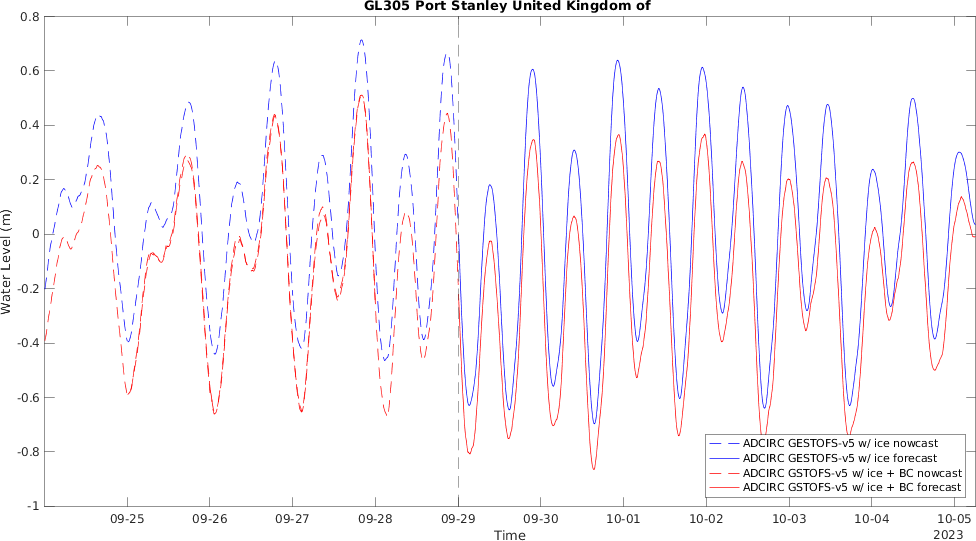 GL305 Port Stanley United Kingdom of
0.8
0.6
0.4
0.2
0
-0.2
-0.4
-0.6
-0.8
-1
Water Level (m)
ADCIRC GESTOFS-v5 w/ ice nowcast
ADCIRC GESTOFS-v5 w/ ice forecast
ADCIRC GSTOFS-v5 w/ ice + BC nowcast
ADCIRC GSTOFS-v5 w/ ice + BC forecast
09-25 09-26 09-27 09-28 09-29 09-30 10-01 10-02 10-03 10-04 10-05
Time 2023